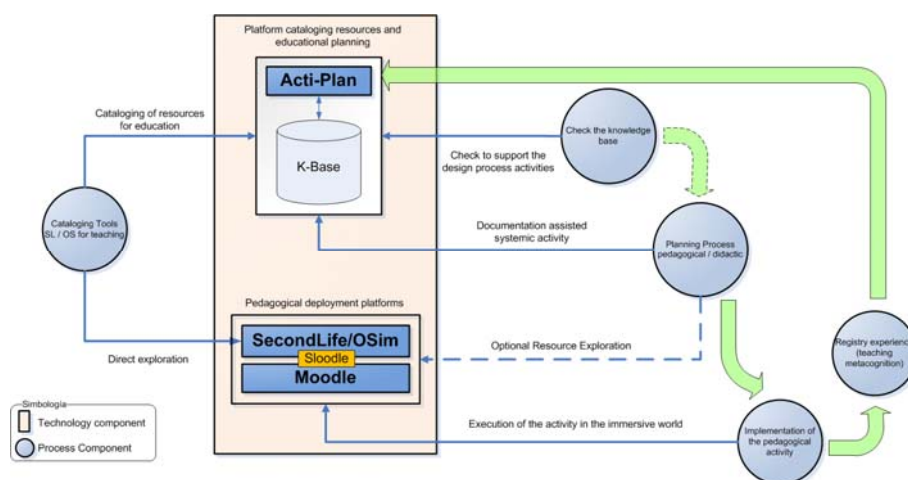 Platform cataloging resources and
educational planning
Acti-Plan
K-Base
Cataloging of resources
for education
Check the knowledge
base
Check to support the
design process activities
Cataloging Tools
SL / OS for teaching
Documentation assisted
systemic activity
Planning Process
pedagogical / didactic
Pedagogical deployment platforms
SecondLife/OSim
Sloodle
Moodle
Direct exploration
Optional Resource Exploration
Registry experience
(teaching
metacognition)
Simbología
Technology component
Process Component
Execution of the activity in the immersive world
Implementation of
the pedagogical
activity